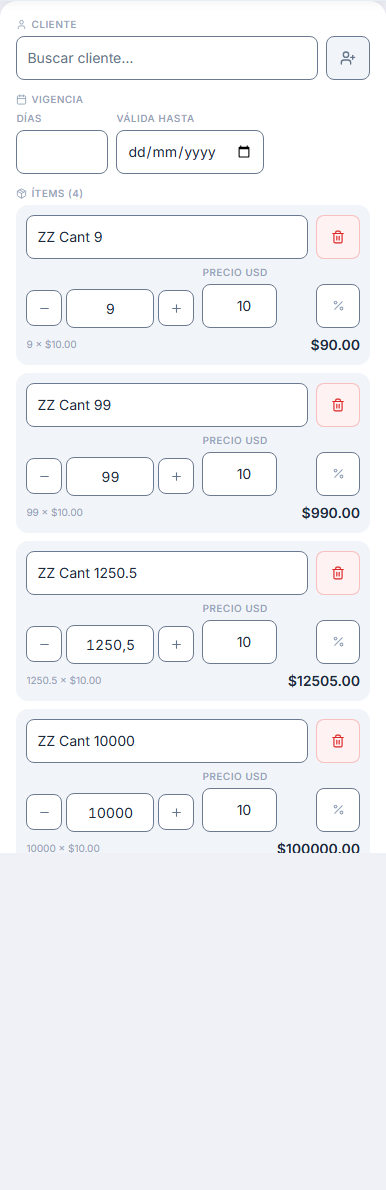 CLIENTE
Buscar cliente...
VIGENCIA
DÍAS VÁLIDA HASTA
dd/mm/yyyy
ÍTEMS (4)
ZZ Cant 9
PRECIO USD
− 9 + 10 %
9 × $10.00 $90.00
ZZ Cant 99
PRECIO USD
− 99 + 10 %
99 × $10.00 $990.00
ZZ Cant 1250.5
PRECIO USD
− 1250,5 + 10 %
1250.5 × $10.00 $12505.00
ZZ Cant 10000
PRECIO USD
− 10000 + 10 %
10000 × $10.00 $100000.00